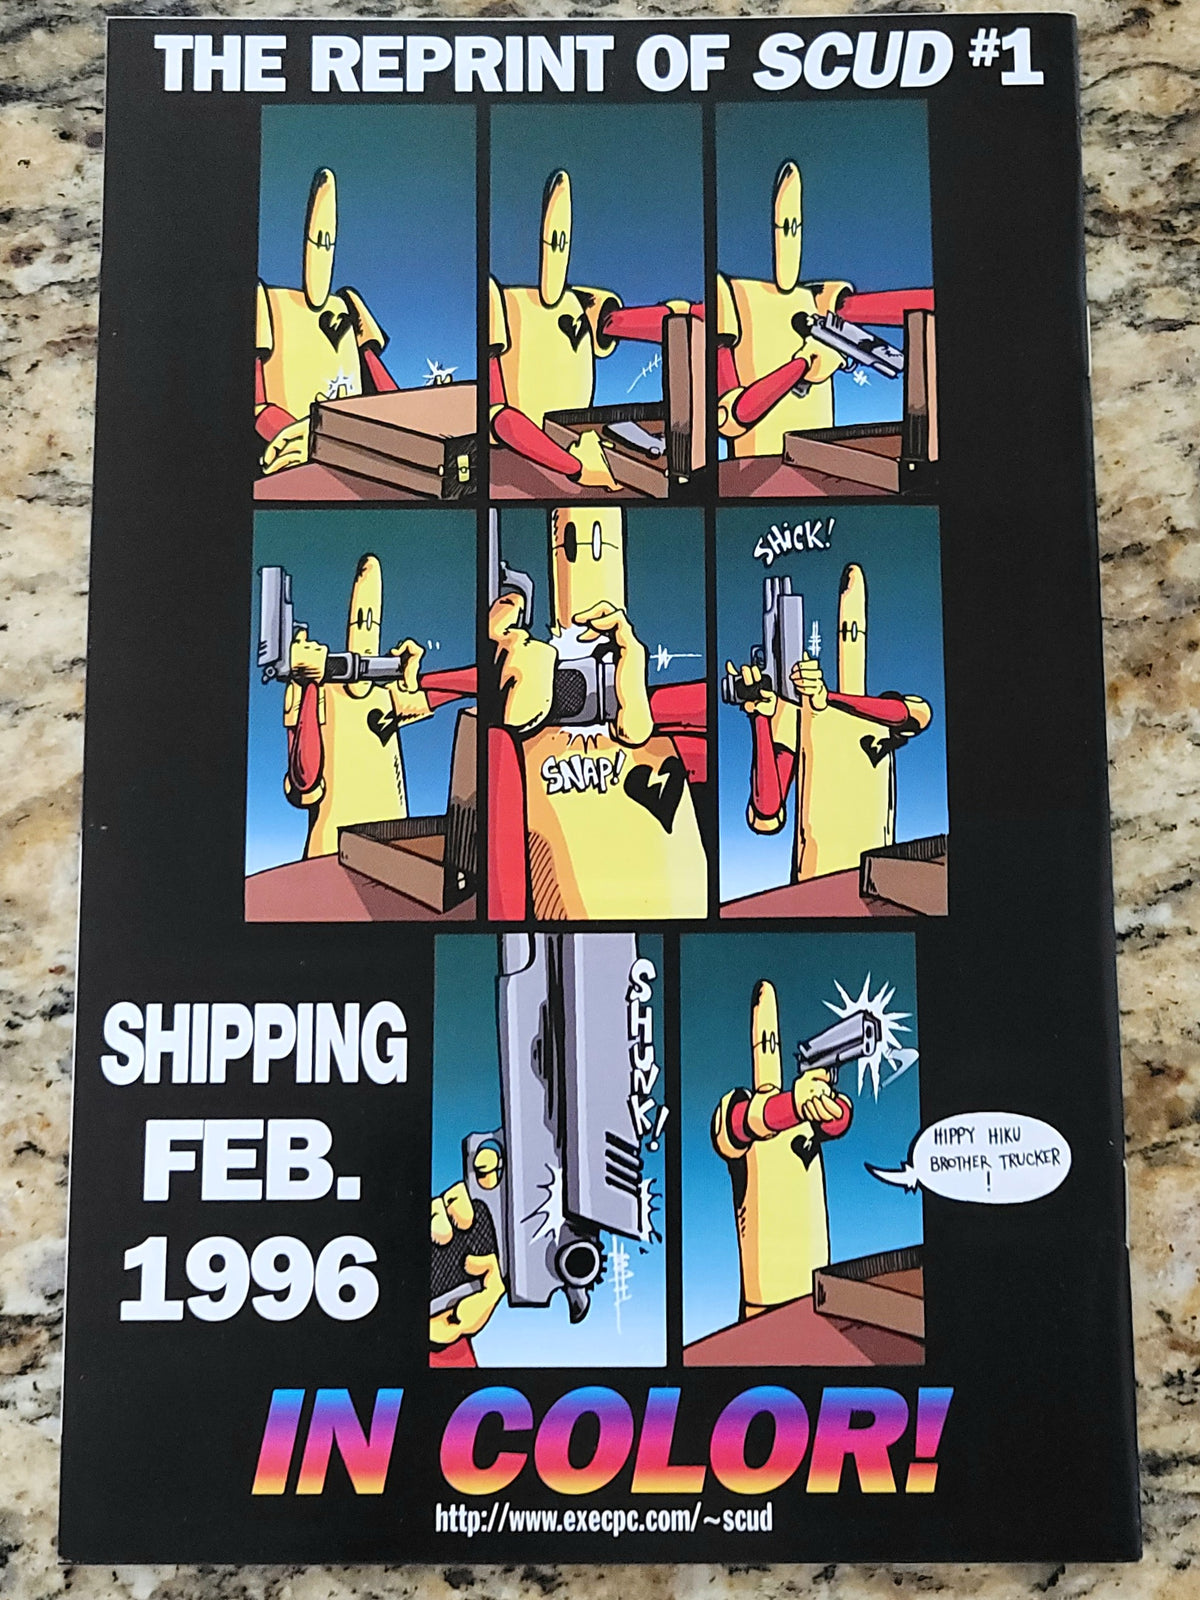 THE REPRINT OF SCUD #1
SHICK!
SNAP!
SHUNK!
SHIPPING
FEB.
1996
HIPPY HIKU
BROTHER TRUCKER
!
IN COLOR!
http://www.execpc.com/~scud